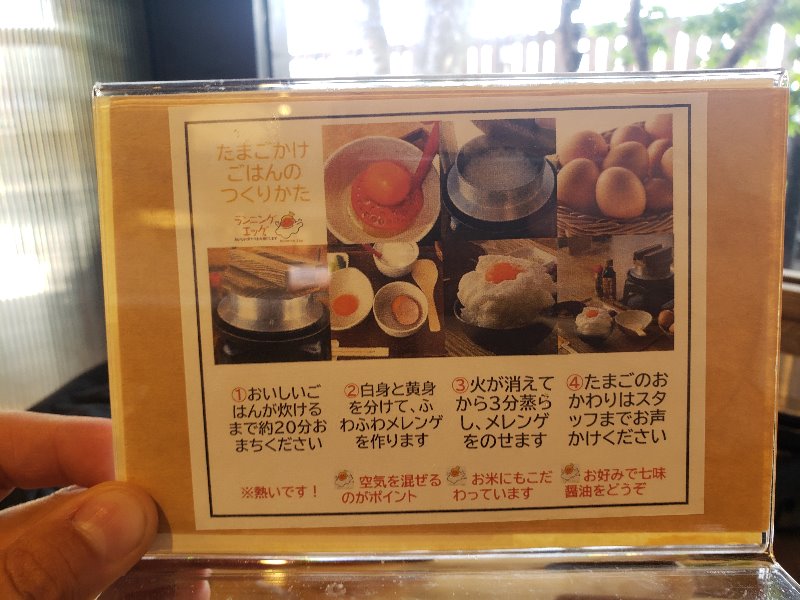 たまごかけ
ごはんの
つくりかた
ランニング
エッグ
①おいしいご
はんが炊ける
まで約20分お
まちください
※熱いです！
②白身と黄身
を分けて、ふ
わふわメレンゲ
を作ります
空気を混ぜる
のがポイント
③火が消えて
から3分蒸ら
し、メレンゲ
をのせます
お米にもこだ
わっています
④たまごのお
かわりはスタ
ッフまでお声
かけください
お好みで七味
醤油をどうぞ